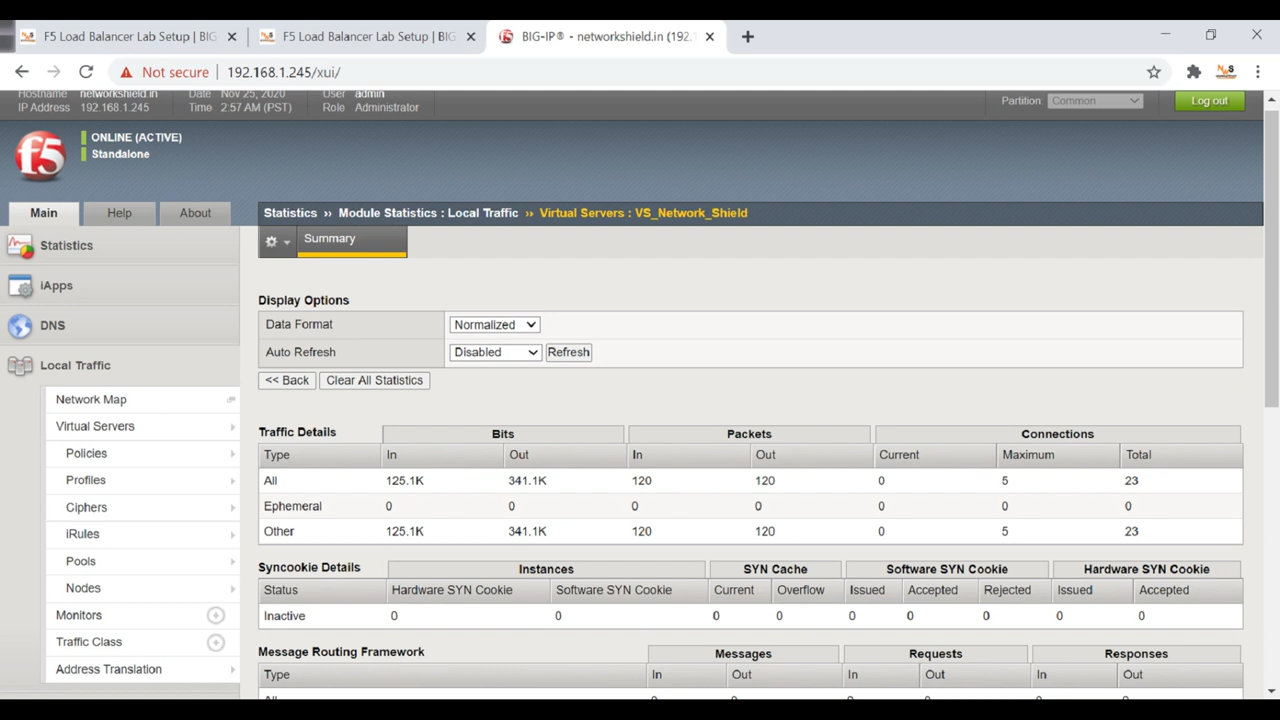 F5 Load Balancer Lab Setup | BIG
F5 Load Balancer Lab Setup | BIG
BIG-IP® - networkshield.in (192.
Not secure 192.168.1.245/xui/
Hostname networkshield.in Date Nov 25, 2020 User admin
IP Address 192.168.1.245 Time 2:57 AM (PST) Role Administrator
Partition: Common Log out
f5
ONLINE (ACTIVE)
Standalone
Main Help About
Statistics
iApps
DNS
Local Traffic
Network Map
Virtual Servers
Policies
Profiles
Ciphers
iRules
Pools
Nodes
Monitors
Traffic Class
Address Translation
Statistics ›› Module Statistics : Local Traffic ›› Virtual Servers : VS_Network_Shield
Summary
Display Options
Data Format Normalized
Auto Refresh Disabled Refresh
<< Back Clear All Statistics
Traffic Details Bits Packets Connections
Type In Out In Out Current Maximum Total
All 125.1K 341.1K 120 120 0 5 23
Ephemeral 0 0 0 0 0 0 0
Other 125.1K 341.1K 120 120 0 5 23
Syncookie Details Instances SYN Cache Software SYN Cookie Hardware SYN Cookie
Status Hardware SYN Cookie Software SYN Cookie Current Overflow Issued Accepted Rejected Issued Accepted
Inactive 0 0 0 0 0 0 0 0 0
Message Routing Framework Messages Requests Responses
Type In Out In Out In Out